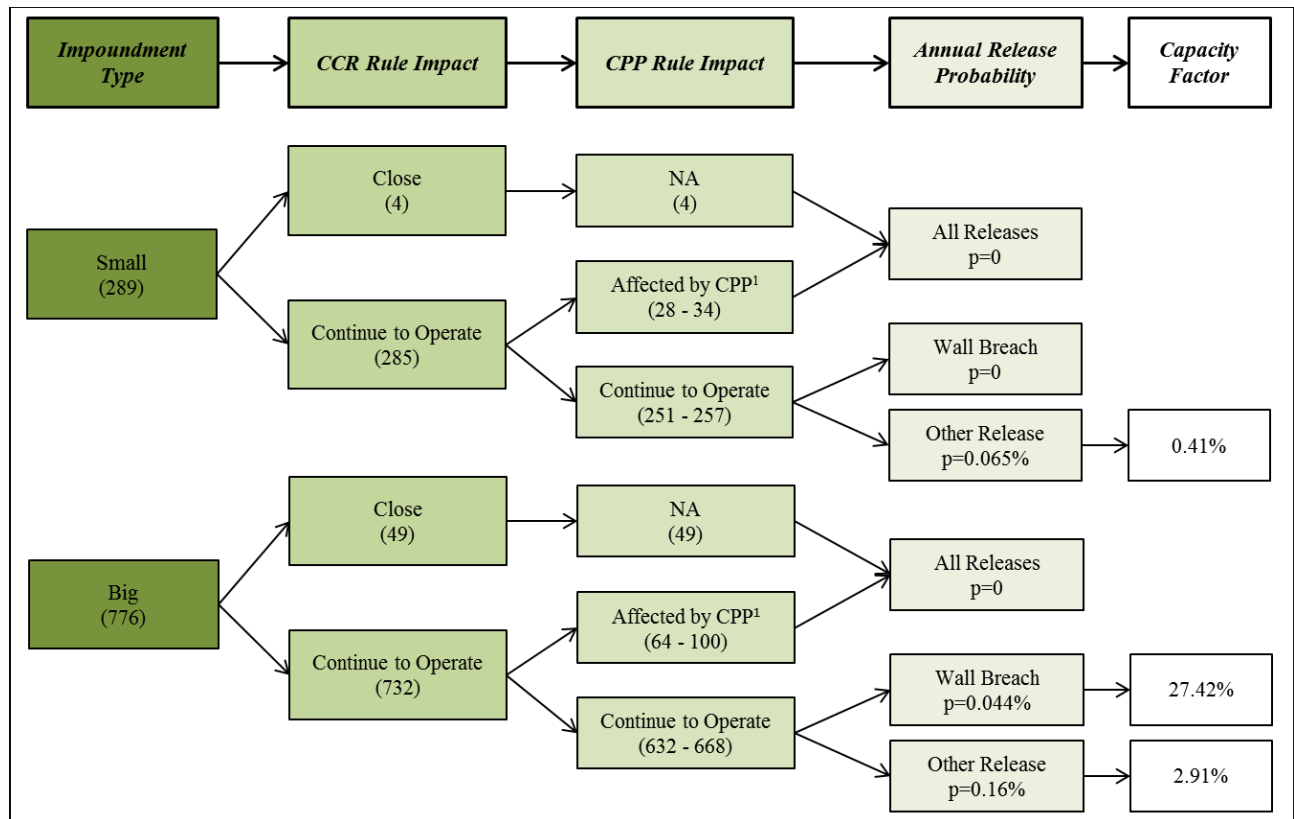 Impoundment
Type
CCR Rule Impact
CPP Rule Impact
Annual Release
Probability
Capacity
Factor
Small
(289)
Close
(4)
NA
(4)
All Releases
p=0
Continue to Operate
(285)
Affected by CPP¹
(28 - 34)
Continue to Operate
(251 - 257)
Wall Breach
p=0
Other Release
p=0.065%
0.41%
Big
(776)
Close
(49)
NA
(49)
All Releases
p=0
Continue to Operate
(732)
Affected by CPP¹
(64 - 100)
Continue to Operate
(632 - 668)
Wall Breach
p=0.044%
27.42%
Other Release
p=0.16%
2.91%